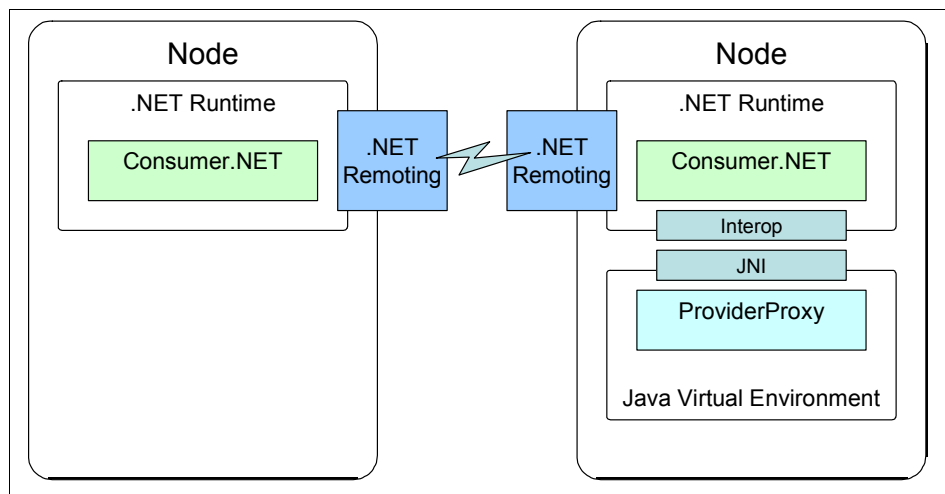 Node
.NET Runtime
Consumer.NET
.NET
Remoting
.NET
Remoting
Node
.NET Runtime
Consumer.NET
Interop
JNI
ProviderProxy
Java Virtual Environment